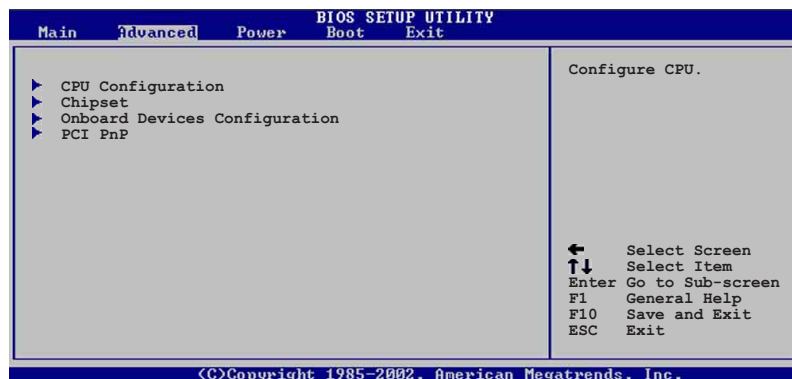 BIOS SETUP UTILITY
Main Advanced Power Boot Exit
CPU Configuration
Chipset
Onboard Devices Configuration
PCI PnP
Configure CPU.
Select Screen
↑↓ Select Item
Enter Go to Sub-screen
F1 General Help
F10 Save and Exit
ESC Exit
(C)Copyright 1985-2002, American Megatrends, Inc.